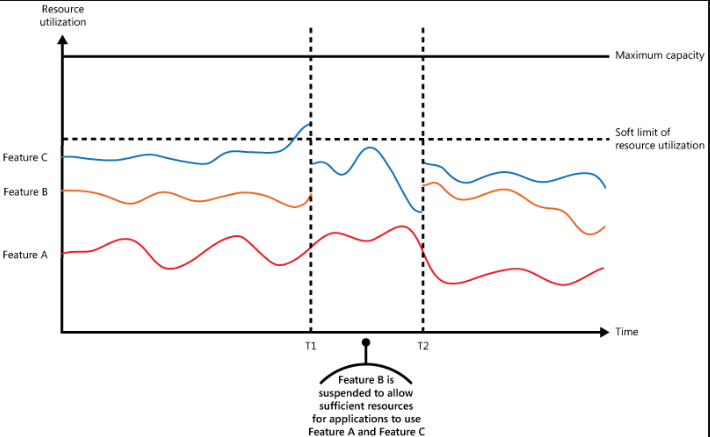 Resource
utilization
Maximum capacity
Soft limit of
resource utilization
Feature C
Feature B
Feature A
Time
T1
T2
Feature B is
suspended to allow
sufficient resources
for applications to use
Feature A and Feature C